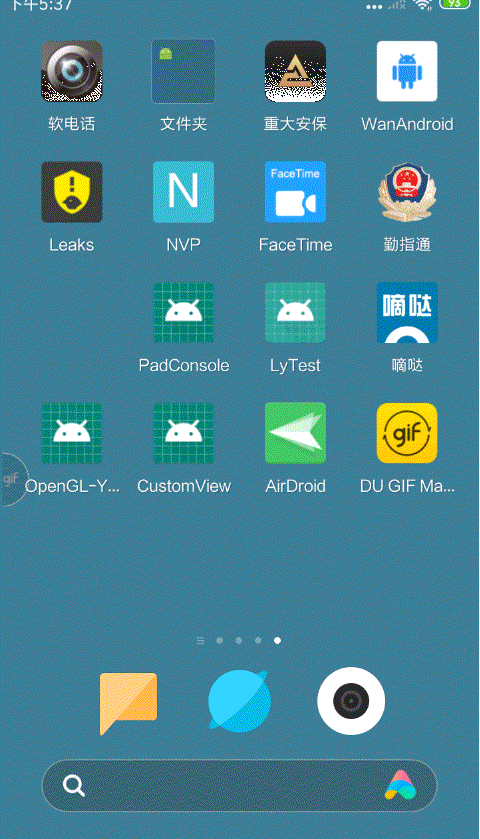 下午5:37
93
软电话 文件夹 重大安保 WanAndroid
FaceTime
N
Leaks NVP FaceTime 勤指通
嘀哒
PadConsole LyTest 嘀哒
gif
gif
OpenGL-Y... CustomView AirDroid DU GIF Ma...